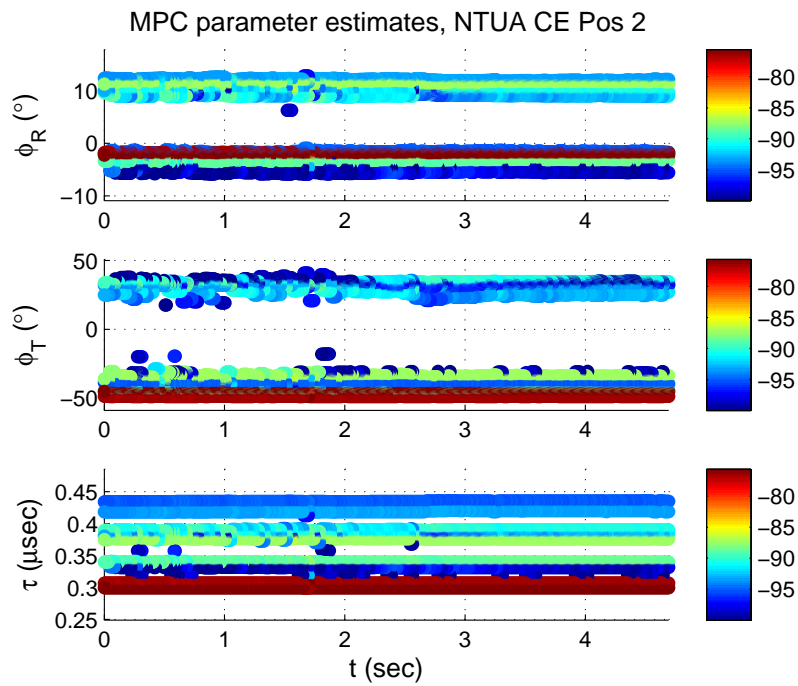 MPC parameter estimates, NTUA CE Pos 2
ϕR (°)
10
0
−10
0 1 2 3 4
−80
−85
−90
−95
ϕT (°)
50
0
−50
0 1 2 3 4
−80
−85
−90
−95
τ (μsec)
0.45
0.4
0.35
0.3
0.25
0 1 2 3 4
−80
−85
−90
−95
t (sec)